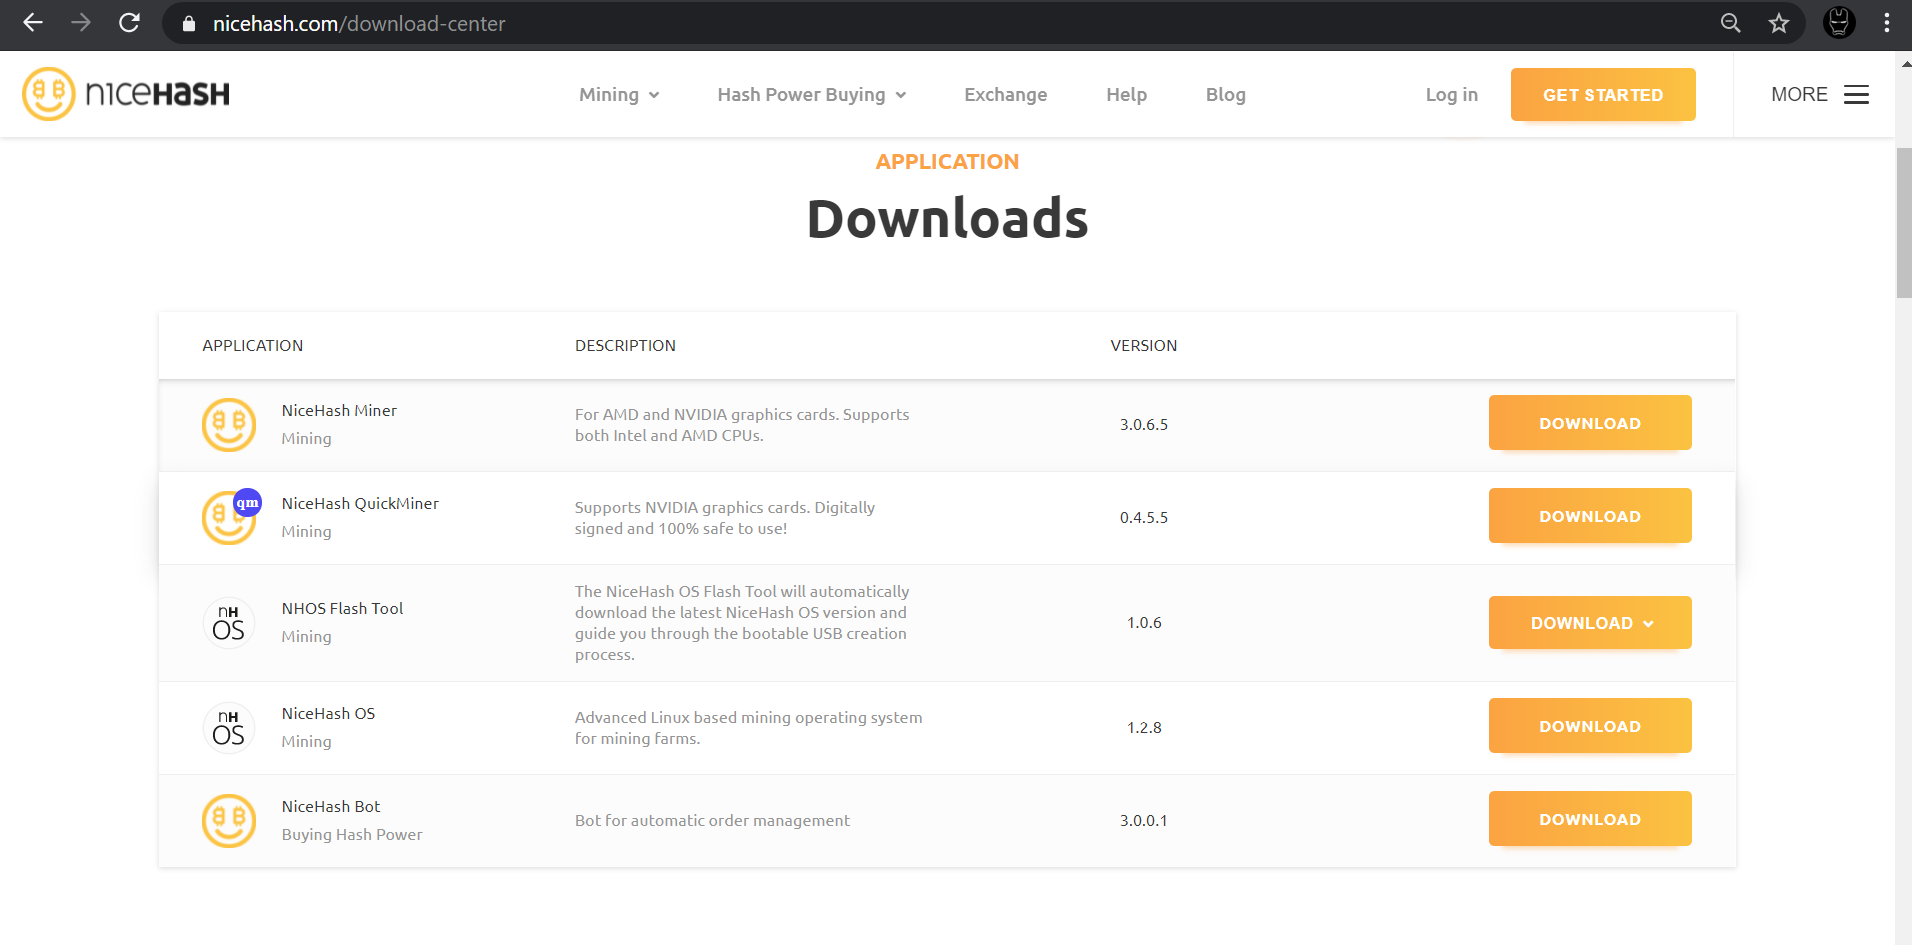 nicehash.com/download-center
nıceHasH
Mining
Hash Power Buying
Exchange
Help
Blog
Log in
GET STARTED
MORE
APPLICATION
Downloads
APPLICATION
DESCRIPTION
VERSION
NiceHash Miner
Mining
For AMD and NVIDIA graphics cards. Supports
both Intel and AMD CPUs.
3.0.6.5
DOWNLOAD
qm
NiceHash QuickMiner
Mining
Supports NVIDIA graphics cards. Digitally
signed and 100% safe to use!
0.4.5.5
DOWNLOAD
nH
OS
NHOS Flash Tool
Mining
The NiceHash OS Flash Tool will automatically
download the latest NiceHash OS version and
guide you through the bootable USB creation
process.
1.0.6
DOWNLOAD
nH
OS
NiceHash OS
Mining
Advanced Linux based mining operating system
for mining farms.
1.2.8
DOWNLOAD
NiceHash Bot
Buying Hash Power
Bot for automatic order management
3.0.0.1
DOWNLOAD